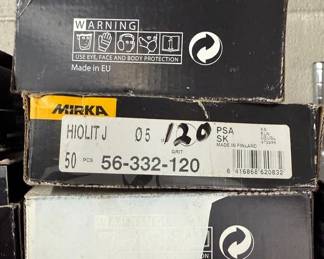 WARNING
USE EYE, FACE AND BODY PROTECTION
Made in EU
MIRKA
HIOLIT J 05 120 PSA
SK
GRIT MADE IN FINLAND
50 PCS 56-332-120
6 416868 620832
WARNING